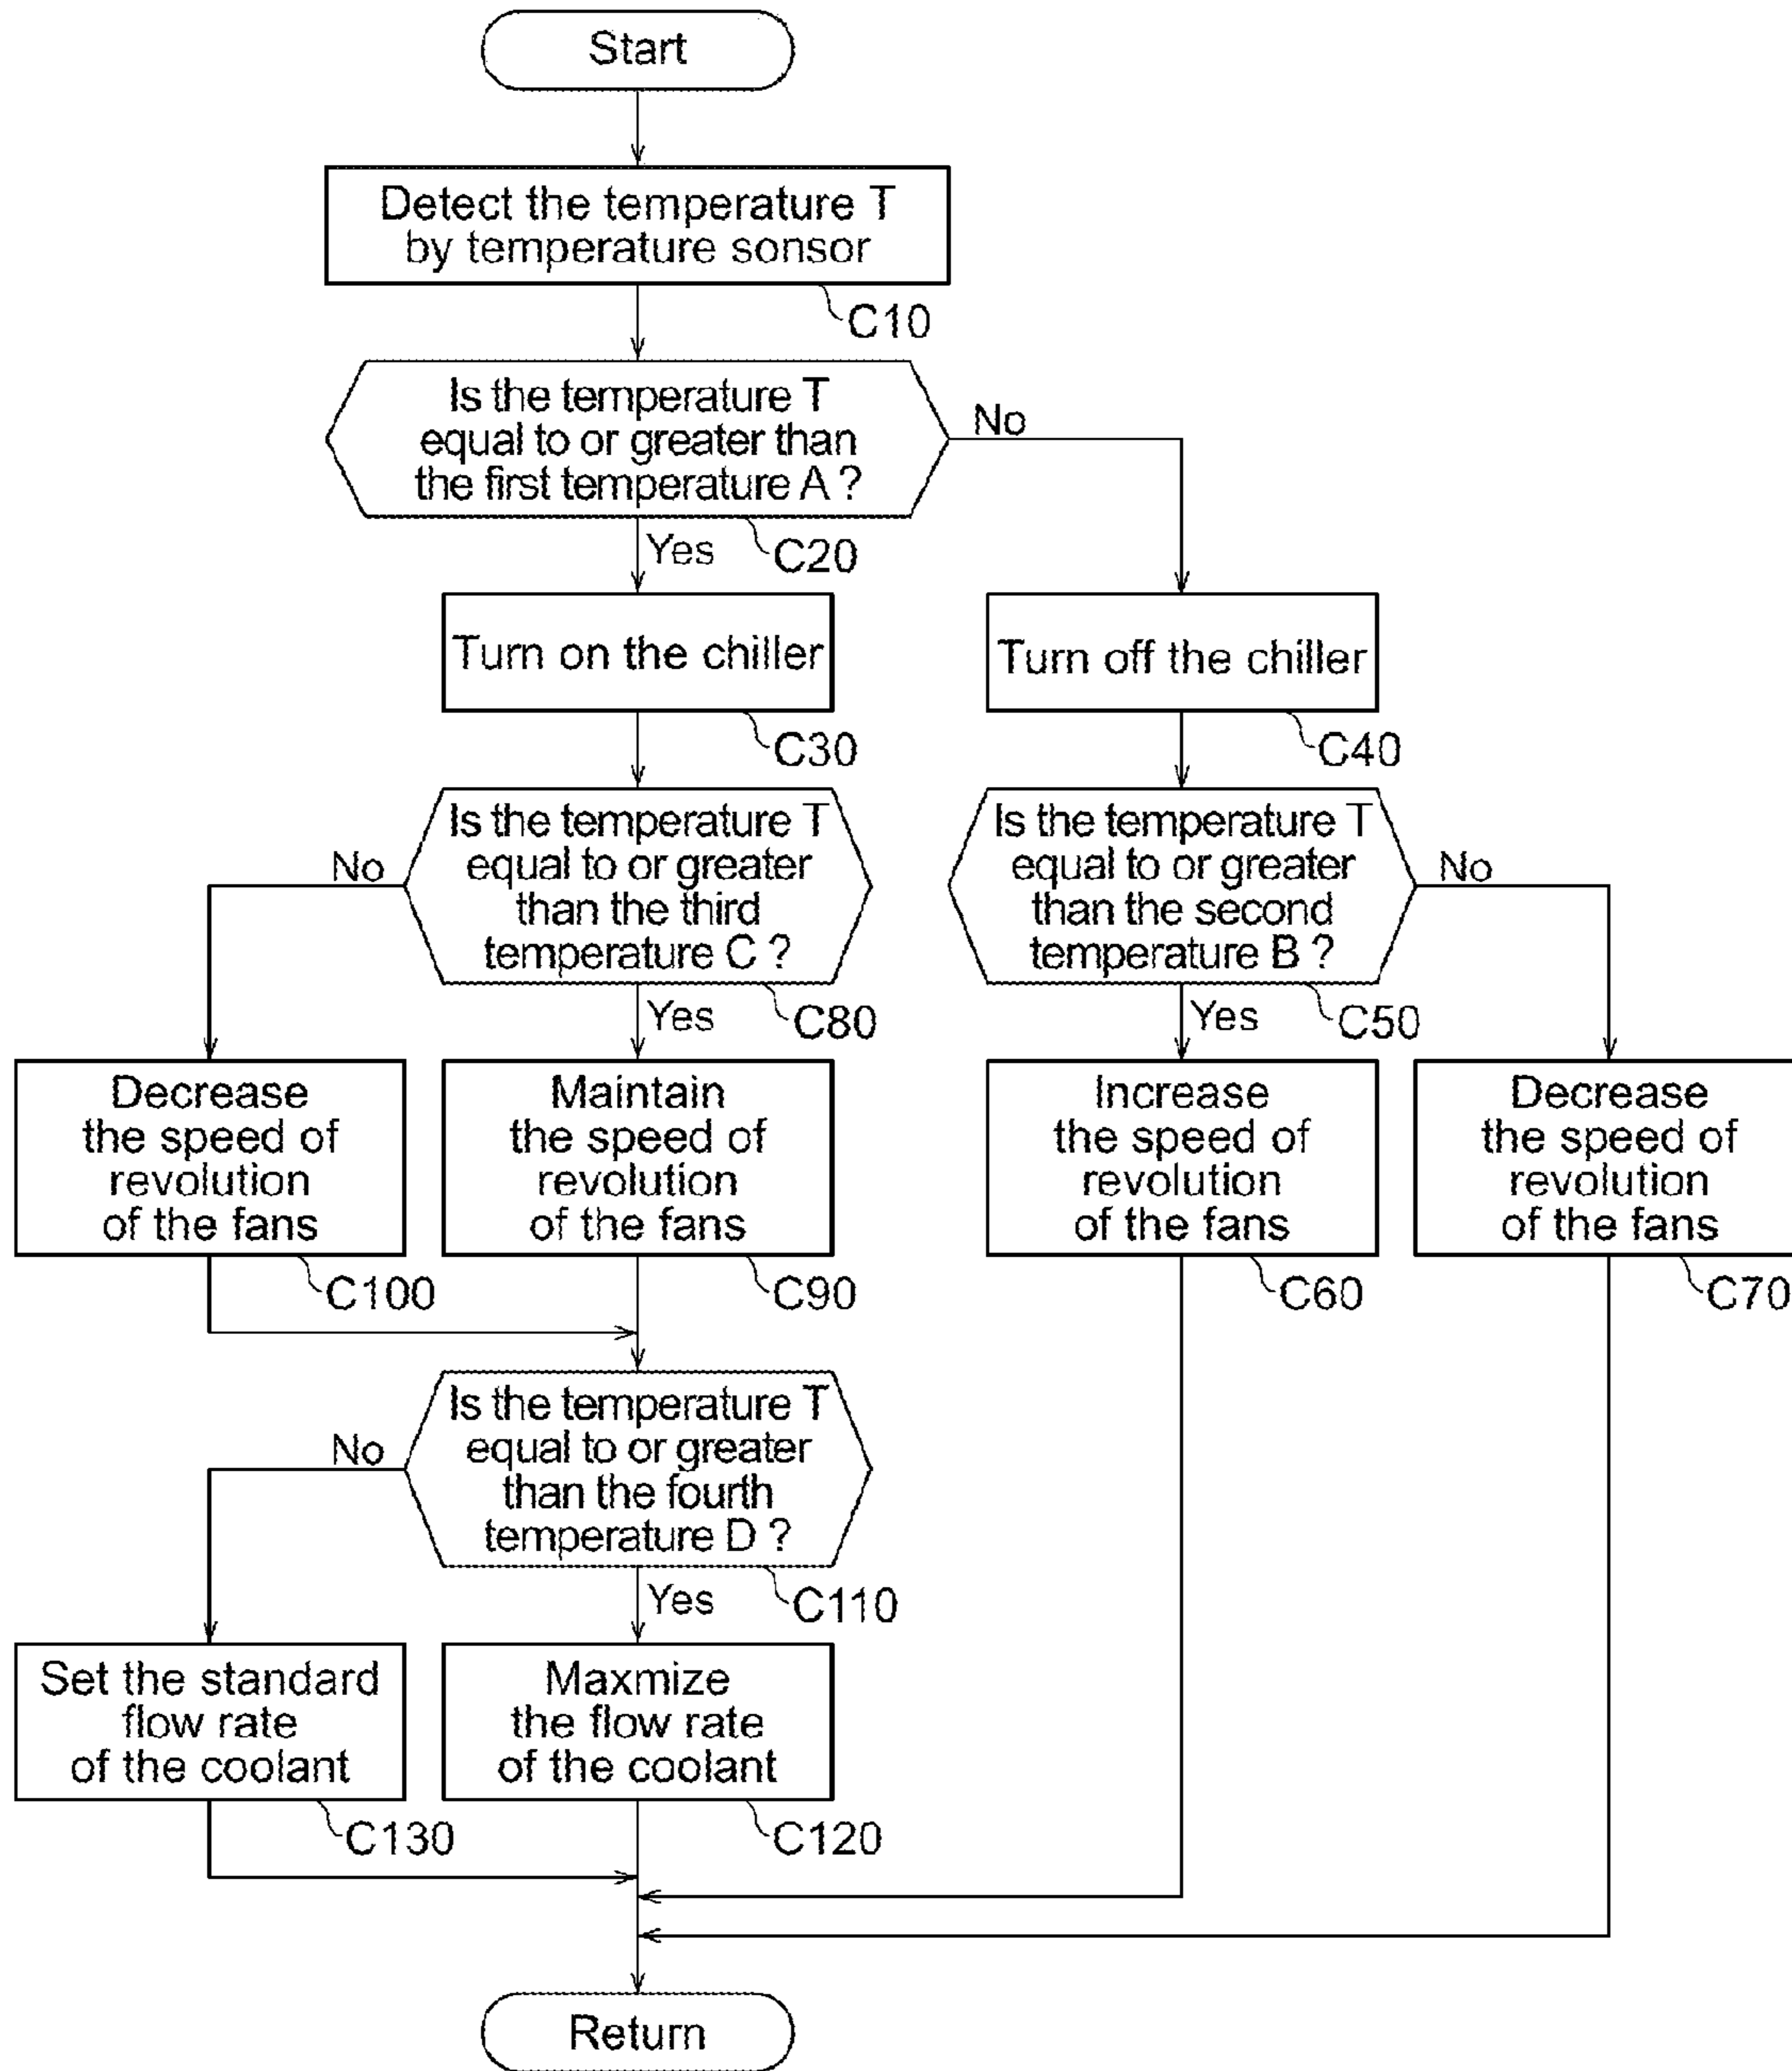 Start
Detect the temperature T
by temperature sonsor
C10
Is the temperature T
equal to or greater than
the first temperature A ?
No
Yes
C20
Turn on the chiller
Turn off the chiller
C30
C40
Is the temperature T
equal to or greater
than the third
temperature C ?
No
Is the temperature T
equal to or greater
than the second
temperature B ?
No
Yes
C80
Yes
C50
Decrease
the speed of
revolution
of the fans
Maintain
the speed of
revolution
of the fans
Increase
the speed of
revolution
of the fans
Decrease
the speed of
revolution
of the fans
C100
C90
C60
C70
Is the temperature T
equal to or greater
than the fourth
temperature D ?
No
Yes
C110
Set the standard
flow rate
of the coolant
Maxmize
the flow rate
of the coolant
C130
C120
Return